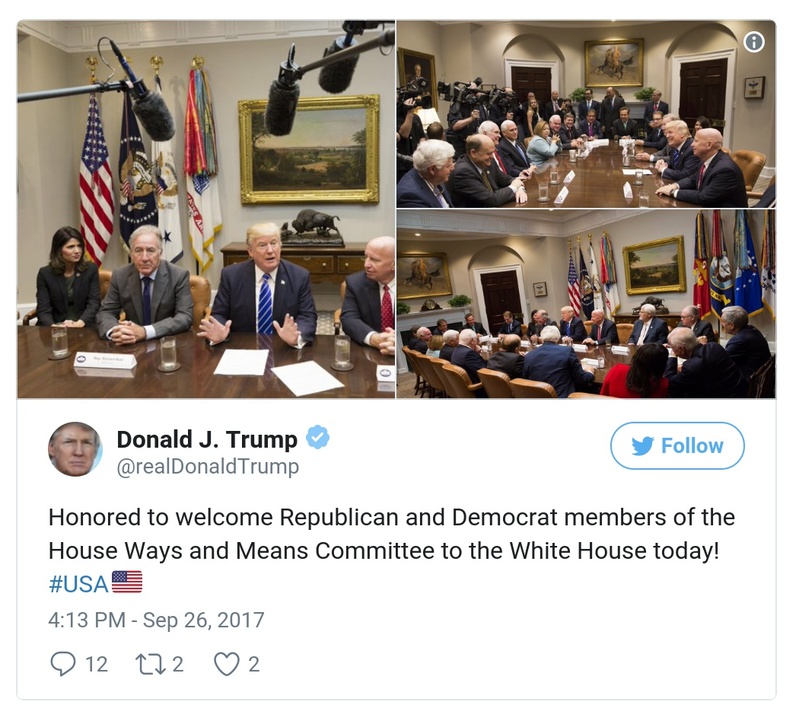 Donald J. Trump
@realDonaldTrump
Follow
Honored to welcome Republican and Democrat members of the
House Ways and Means Committee to the White House today!
#USA🇺🇸
4:13 PM - Sep 26, 2017
12 2 2